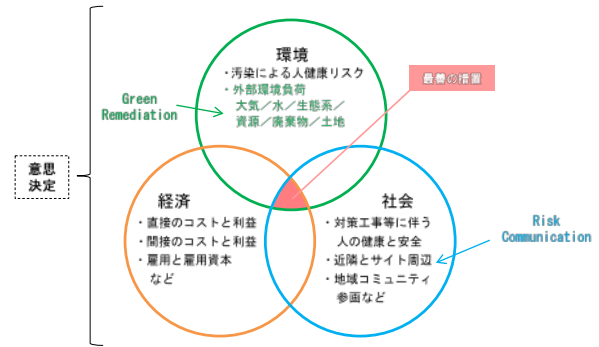 環境
・汚染による人健康リスク
・外部環境負荷
大気／水／生態系／
資源／廃棄物／土地
最善の措置
Green
Remediation
意思
決定
経済
・直接のコストと利益
・間接のコストと利益
・雇用と雇用資本
など
社会
・対策工事等に伴う
人の健康と安全
・近隣とサイト周辺
・地域コミュニティ
参画など
Risk
Communication